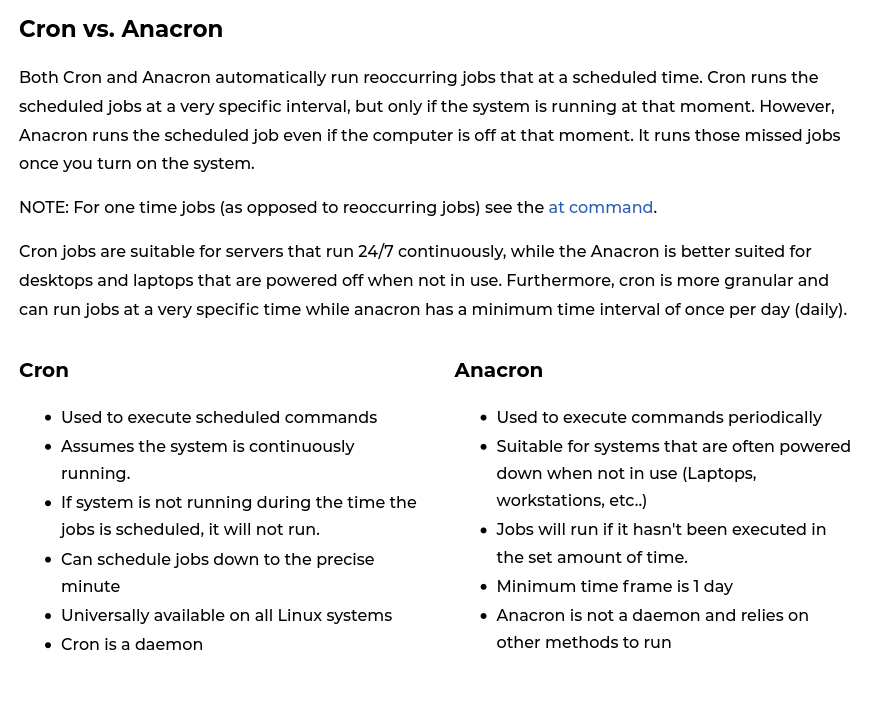 Cron vs. Anacron
Both Cron and Anacron automatically run reoccurring jobs that at a scheduled time. Cron runs the
scheduled jobs at a very specific interval, but only if the system is running at that moment. However,
Anacron runs the scheduled job even if the computer is off at that moment. It runs those missed jobs
once you turn on the system.
NOTE: For one time jobs (as opposed to reoccurring jobs) see the at command.
Cron jobs are suitable for servers that run 24/7 continuously, while the Anacron is better suited for
desktops and laptops that are powered off when not in use. Furthermore, cron is more granular and
can run jobs at a very specific time while anacron has a minimum time interval of once per day (daily).
Cron
• Used to execute scheduled commands
• Assumes the system is continuously
running.
• If system is not running during the time the
jobs is scheduled, it will not run.
• Can schedule jobs down to the precise
minute
• Universally available on all Linux systems
• Cron is a daemon
Anacron
• Used to execute commands periodically
• Suitable for systems that are often powered
down when not in use (Laptops,
workstations, etc..)
• Jobs will run if it hasn't been executed in
the set amount of time.
• Minimum time frame is 1 day
• Anacron is not a daemon and relies on
other methods to run